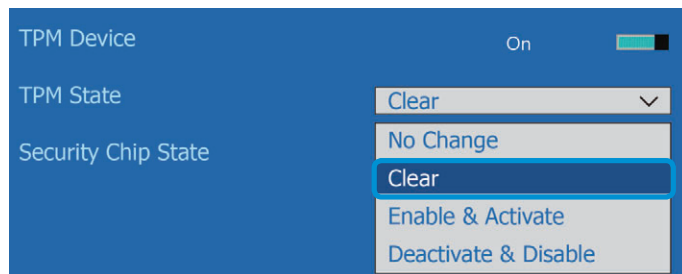 TPM Device On
TPM State Clear
Security Chip State
No Change
Clear
Enable & Activate
Deactivate & Disable